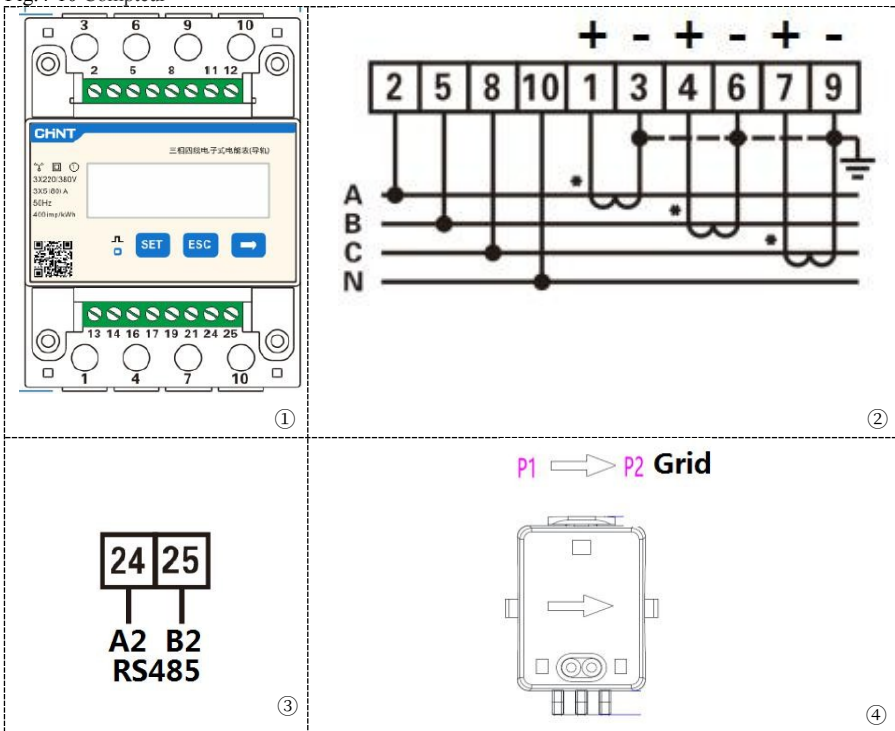 3 6 9 10
2 5 8 11 12
CHNT
三相四线电子式电能表(导轨)
3X220/380V
3X5(80)A
50Hz
400imp/kWh
SET ESC
13 14 16 17 19 21 24 25
1 4 7 10
①
+ - + - + -
2 5 8 10 1 3 4 6 7 9
* * *
A
B
C
N
②
24 25
A2 B2
RS485
③
P1 P2 Grid
④